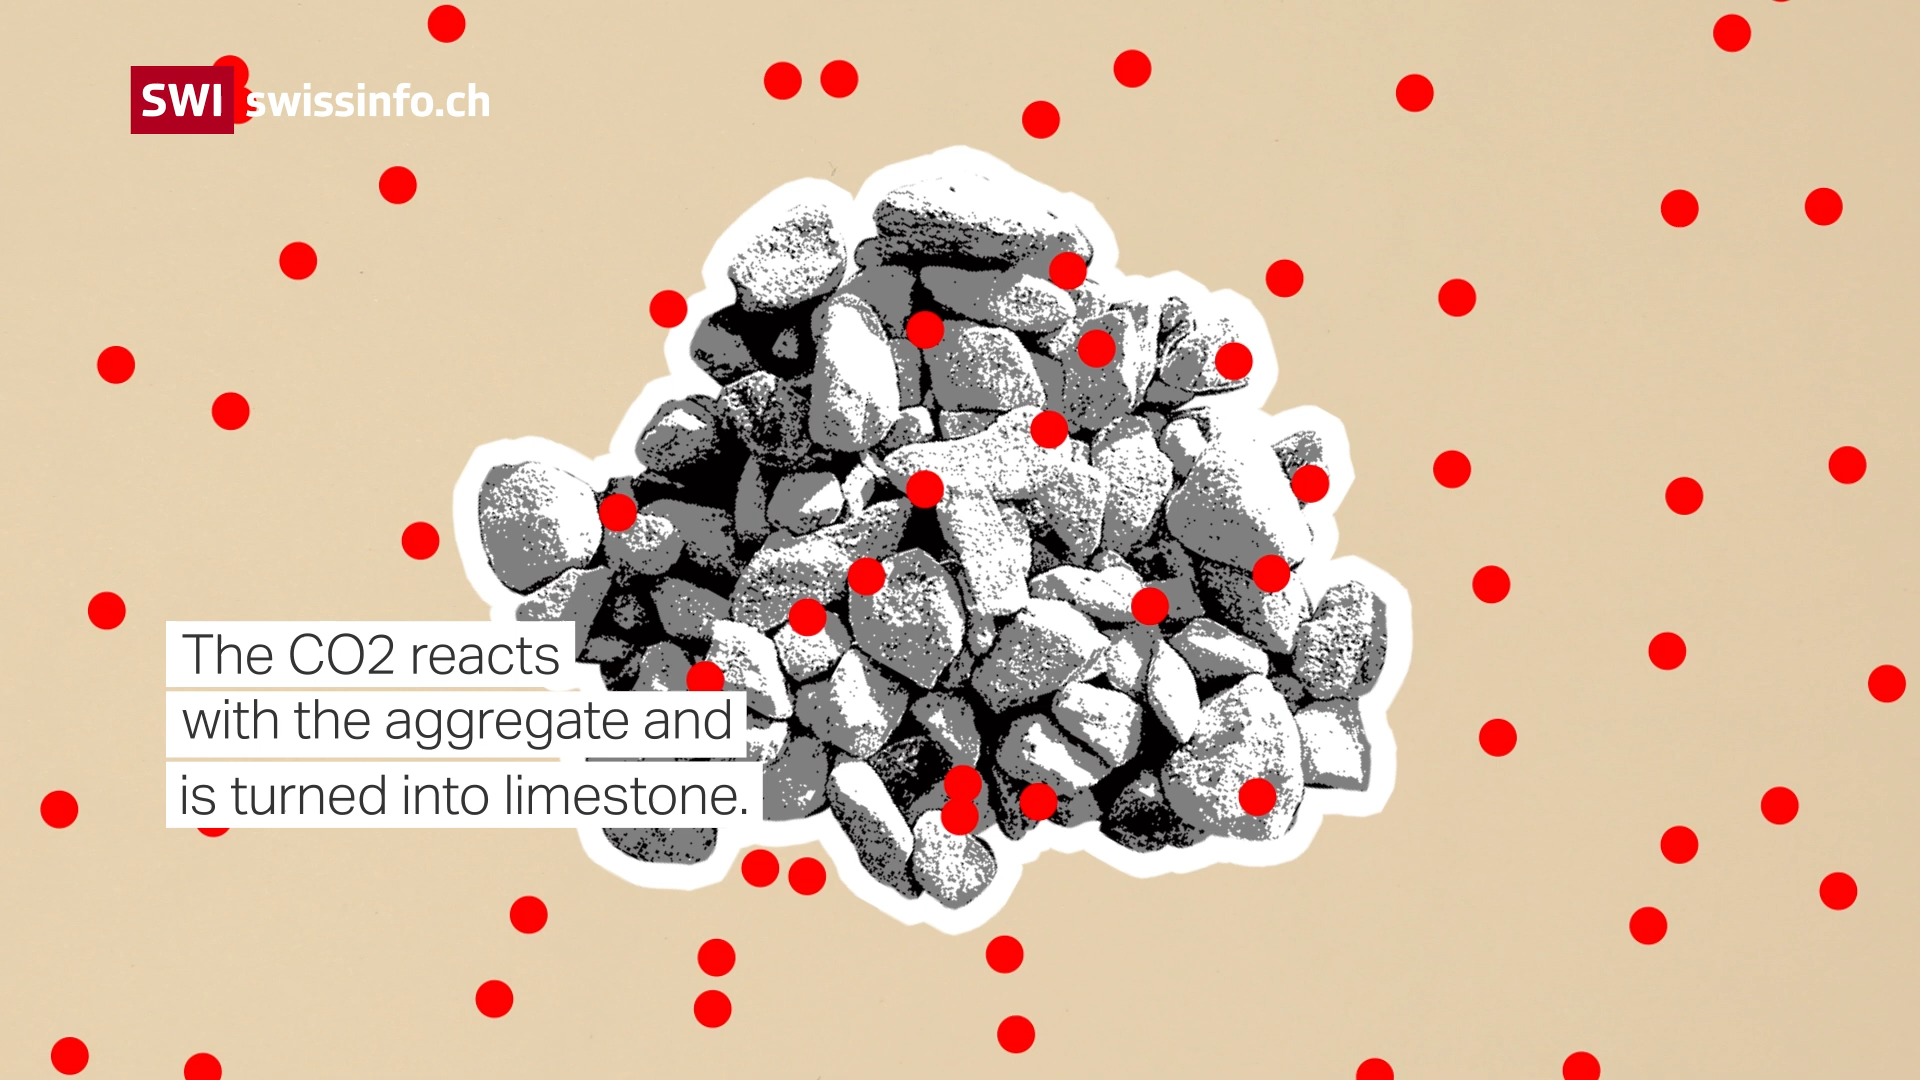 SWI swissinfo.ch
The CO2 reacts
with the aggregate and
is turned into limestone.